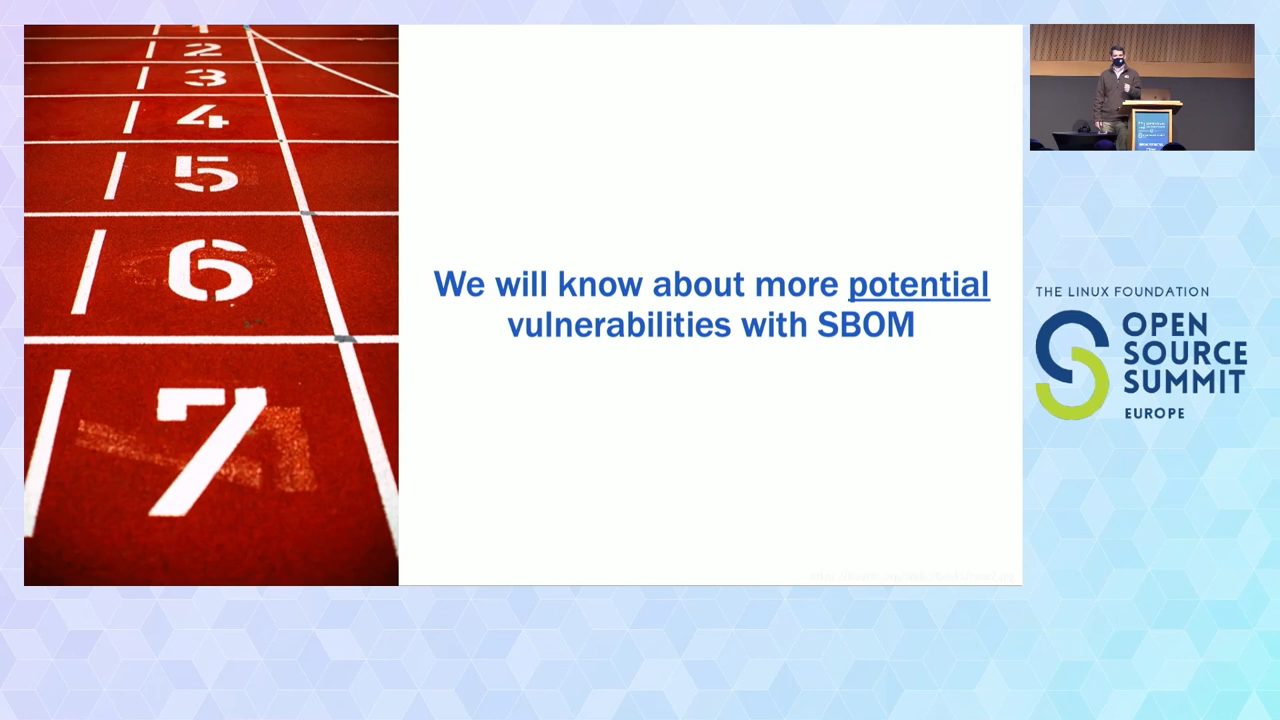 1
2
3
4
5
6
7
We will know about more potential
vulnerabilities with SBOM
THE LINUX FOUNDATION
OPEN
SOURCE
SUMMIT
EUROPE